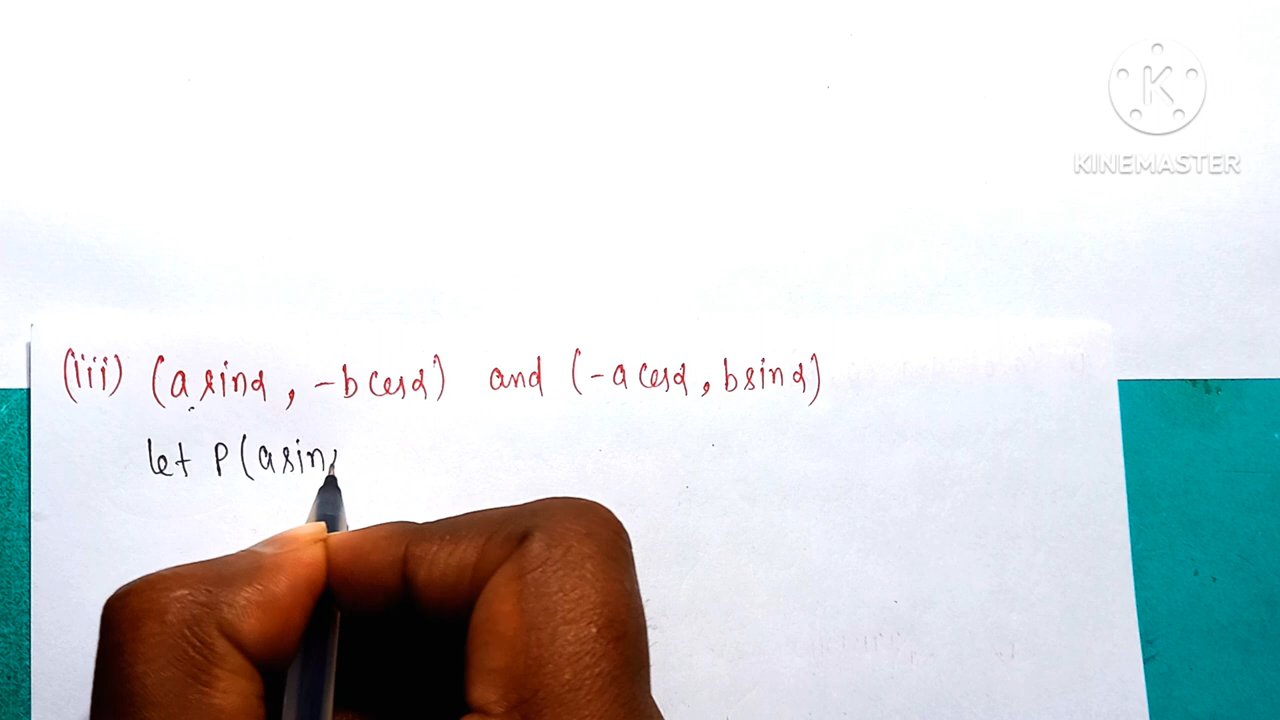 KINEMASTER
(iii) (a sinα, -b cosα) and (-a cosα, b sinα)
let P(a sin